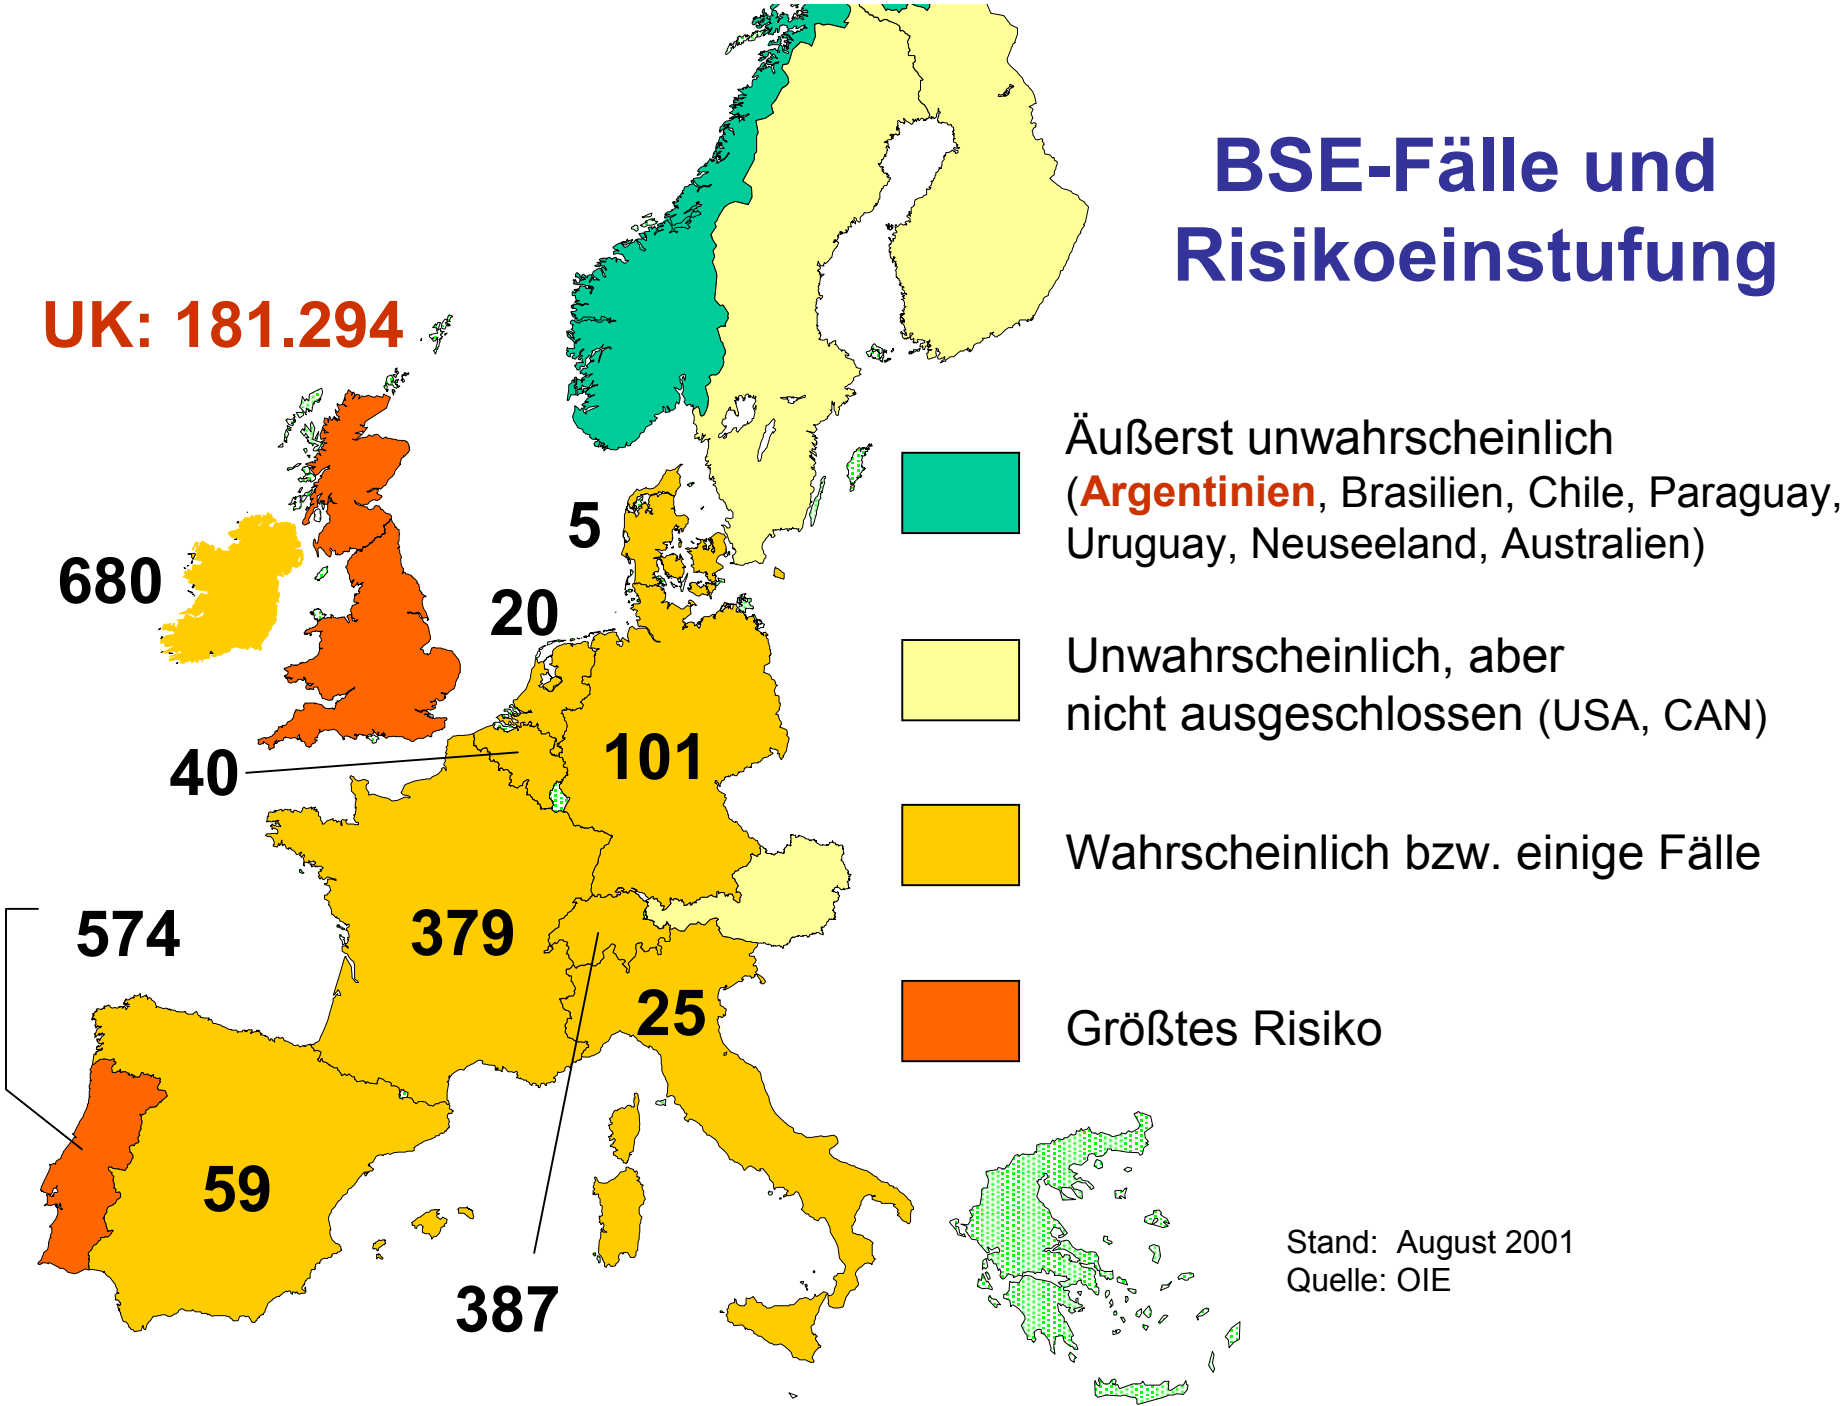 BSE-Fälle und
Risikoeinstufung
UK: 181.294
680
5
20
40
101
574
379
25
59
387
Äußerst unwahrscheinlich
(Argentinien, Brasilien, Chile, Paraguay,
Uruguay, Neuseeland, Australien)
Unwahrscheinlich, aber
nicht ausgeschlossen (USA, CAN)
Wahrscheinlich bzw. einige Fälle
Größtes Risiko
Stand: August 2001
Quelle: OIE